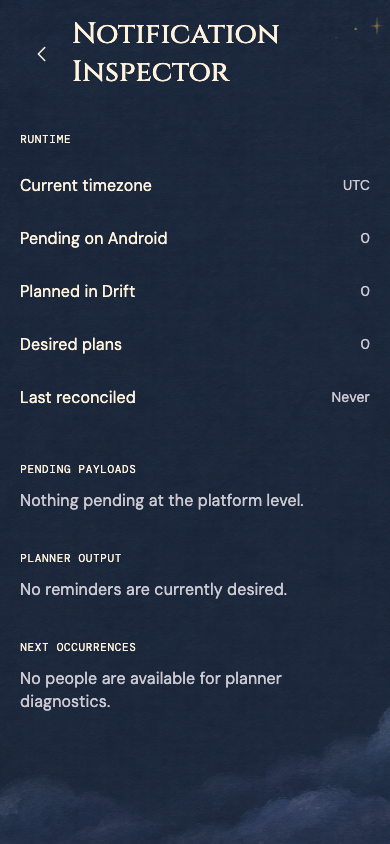 Notification
Inspector
RUNTIME
Current timezone UTC
Pending on Android 0
Planned in Drift 0
Desired plans 0
Last reconciled Never
PENDING PAYLOADS
Nothing pending at the platform level.
PLANNER OUTPUT
No reminders are currently desired.
NEXT OCCURRENCES
No people are available for planner
diagnostics.